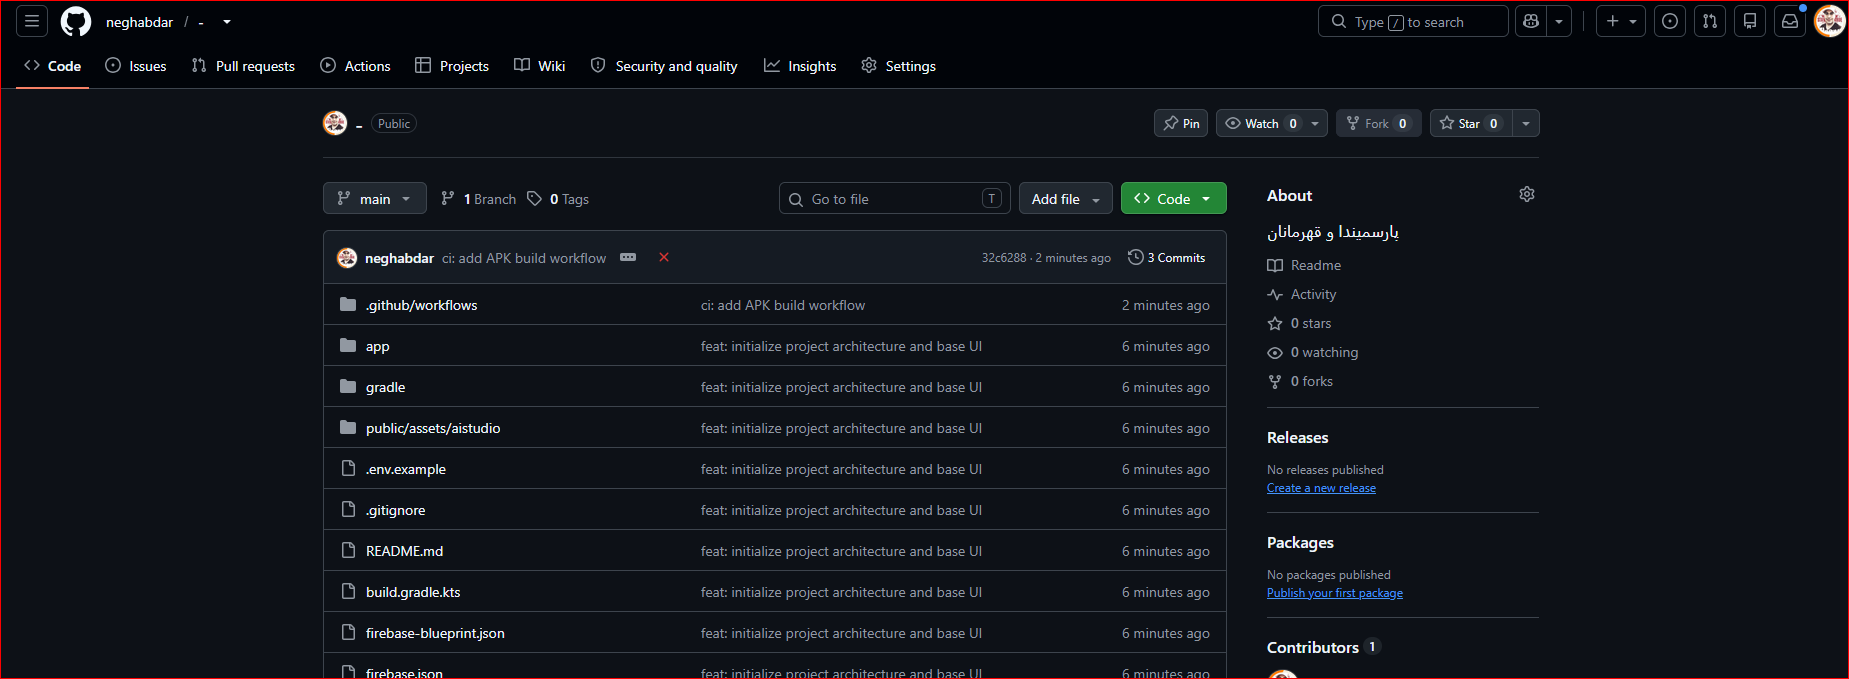 neghabdar / -
Type / to search
Code Issues Pull requests Actions Projects Wiki Security and quality Insights Settings
- Public
Pin Watch 0 Fork 0 Star 0
main 1 Branch 0 Tags Go to file T Add file Code
neghabdar ci: add APK build workflow 32c6288 · 2 minutes ago 3 Commits
.github/workflows ci: add APK build workflow 2 minutes ago
app feat: initialize project architecture and base UI 6 minutes ago
gradle feat: initialize project architecture and base UI 6 minutes ago
public/assets/aistudio feat: initialize project architecture and base UI 6 minutes ago
.env.example feat: initialize project architecture and base UI 6 minutes ago
.gitignore feat: initialize project architecture and base UI 6 minutes ago
README.md feat: initialize project architecture and base UI 6 minutes ago
build.gradle.kts feat: initialize project architecture and base UI 6 minutes ago
firebase-blueprint.json feat: initialize project architecture and base UI 6 minutes ago
firebase.json feat: initialize project architecture and base UI 6 minutes ago
About
پارسمیندا و قهرمانان
Readme
Activity
0 stars
0 watching
0 forks
Releases
No releases published
Create a new release
Packages
No packages published
Publish your first package
Contributors 1